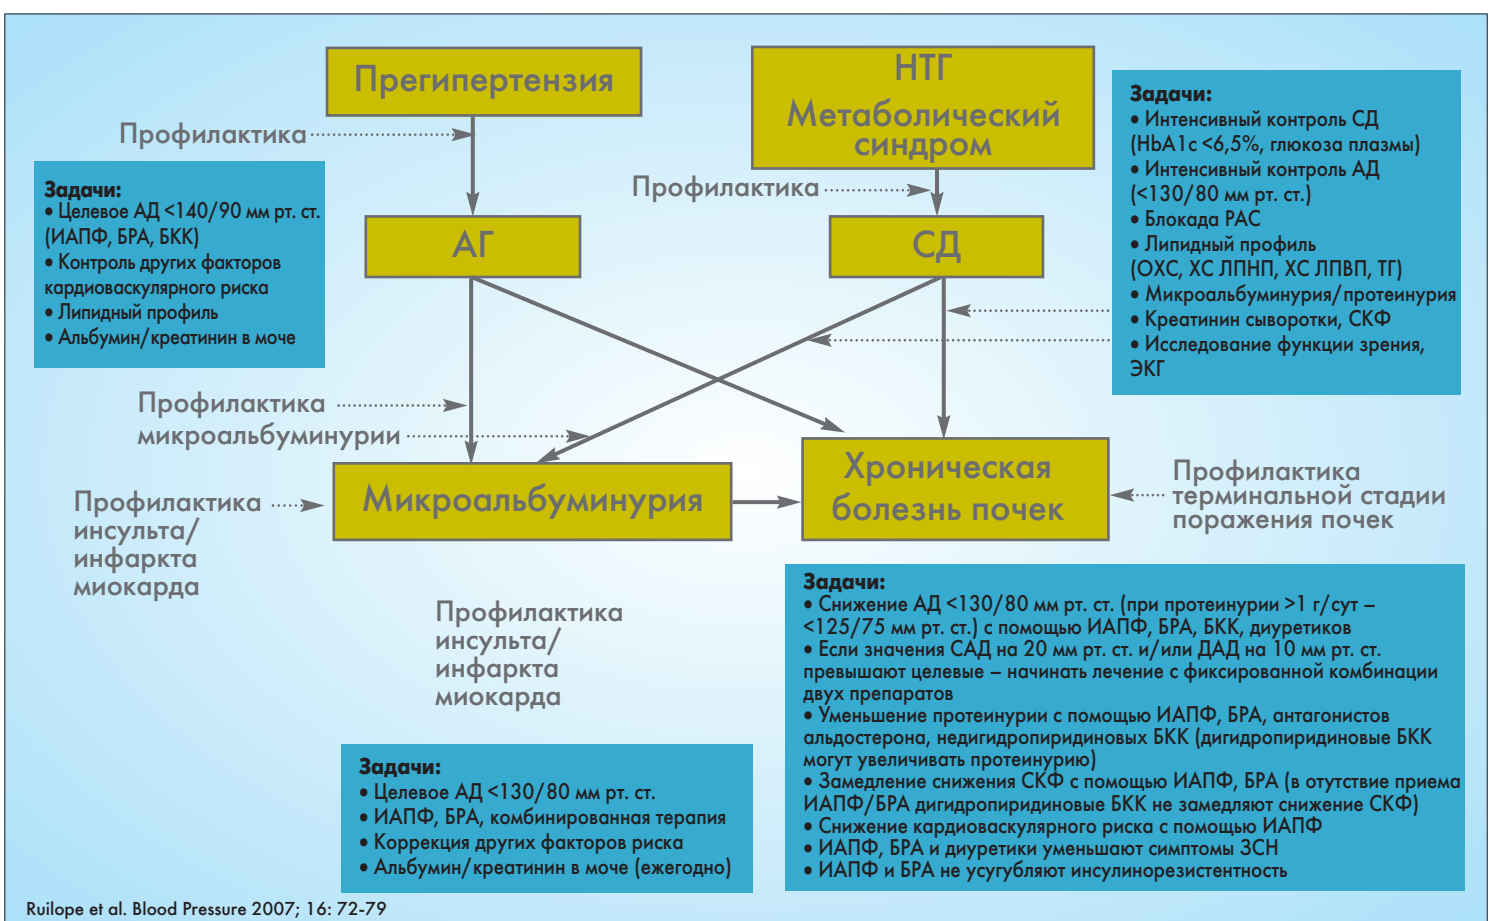 Прегипертензия
НТГ
Метаболический
синдром
Профилактика
Профилактика
Задачи:
• Целевое АД <140/90 мм рт. ст.
(ИАПФ, БРА, БКК)
• Контроль других факторов
кардиоваскулярного риска
• Липидный профиль
• Альбумин/креатинин в моче
АГ
СД
Задачи:
• Интенсивный контроль СД
(HbA1c <6,5%, глюкоза плазмы)
• Интенсивный контроль АД
(<130/80 мм рт. ст.)
• Блокада РАС
• Липидный профиль
(ОХС, ХС ЛПНП, ХС ЛПВП, ТГ)
• Микроальбуминурия/протеинурия
• Креатинин сыворотки, СКФ
• Исследование функции зрения,
ЭКГ
Профилактика
микроальбуминурии
Профилактика
инсульта/
инфаркта
миокарда
Микроальбуминурия
Хроническая
болезнь почек
Профилактика
терминальной стадии
поражения почек
Профилактика
инсульта/
инфаркта
миокарда
Задачи:
• Целевое АД <130/80 мм рт. ст.
• ИАПФ, БРА, комбинированная терапия
• Коррекция других факторов риска
• Альбумин/креатинин в моче (ежегодно)
Задачи:
• Снижение АД <130/80 мм рт. ст. (при протеинурии >1 г/сут –
<125/75 мм рт. ст.) с помощью ИАПФ, БРА, БКК, диуретиков
• Если значения САД на 20 мм рт. ст. и/или ДАД на 10 мм рт. ст.
превышают целевые – начинать лечение с фиксированной комбинации
двух препаратов
• Уменьшение протеинурии с помощью ИАПФ, БРА, антагонистов
альдостерона, недигидропиридиновых БКК (дигидропиридиновые БКК
могут увеличивать протеинурию)
• Замедление снижения СКФ с помощью ИАПФ, БРА (в отутствие приема
ИАПФ/БРА дигидропиридиновые БКК не замедляют снижение СКФ)
• Снижение кардиоваскулярного риска с помощью ИАПФ
• ИАПФ, БРА и диуретики уменьшают симптомы ЗСН
• ИАПФ и БРА не усугубляют инсулинорезистентность
Ruilope et al. Blood Pressure 2007; 16: 72-79